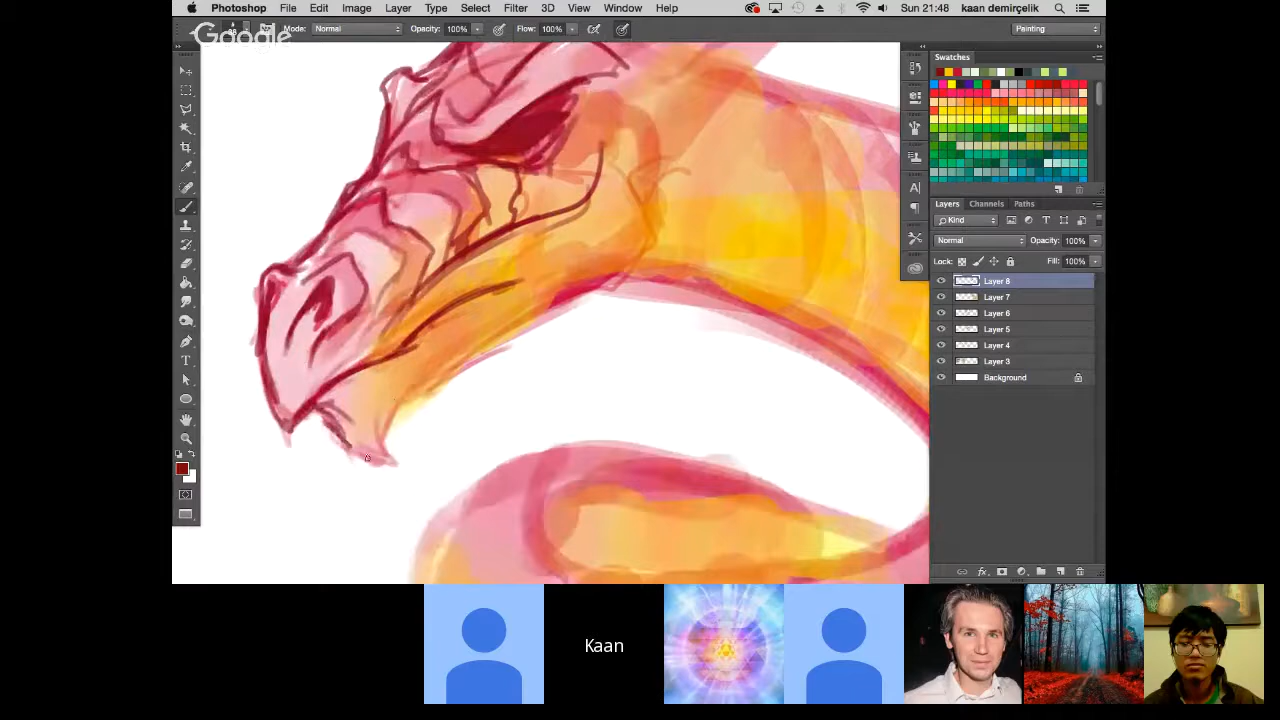 Photoshop File Edit Image Layer Type Select Filter 3D View Window Help Sun 21:48 kaan demirçelik
Google
Mode: Normal Opacity: 100% Flow: 100% Painting
Swatches
Layers Channels Paths
Kind
Normal Opacity: 100%
Lock: Fill: 100%
Layer 8
Layer 7
Layer 6
Layer 5
Layer 4
Layer 3
Background
fx
Kaan